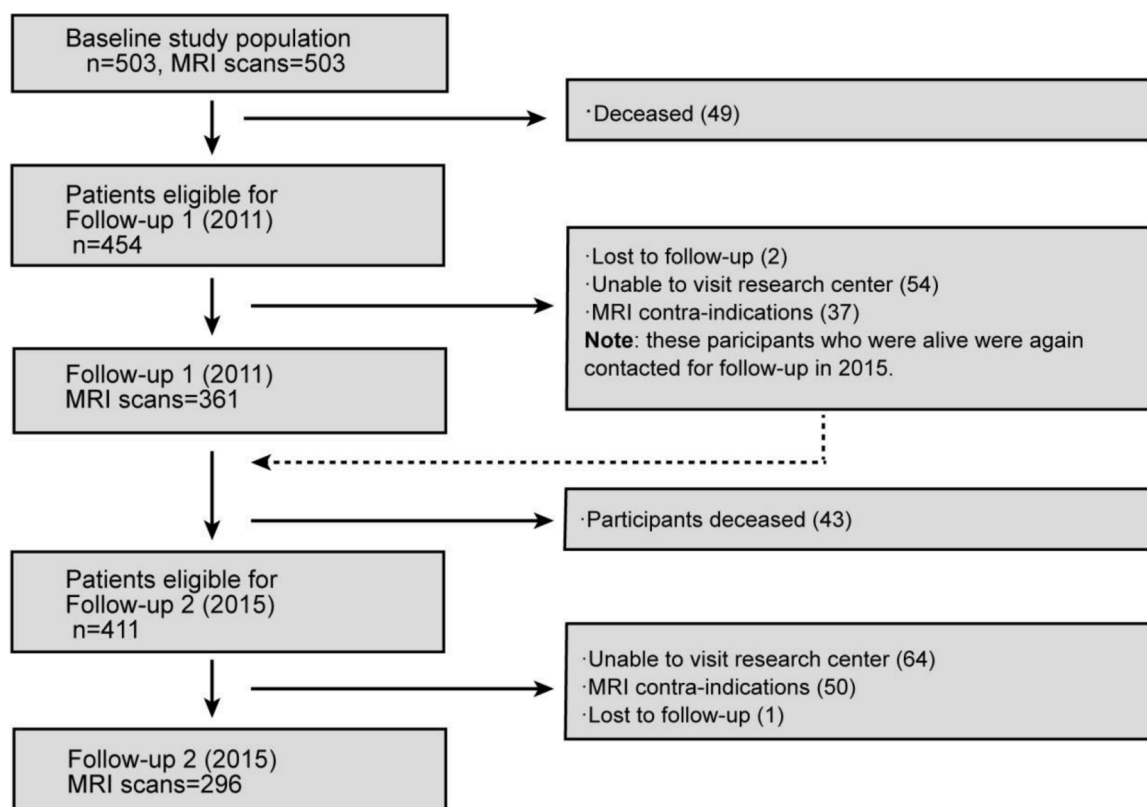 Baseline study population
n=503, MRI scans=503
·Deceased (49)
Patients eligible for
Follow-up 1 (2011)
n=454
·Lost to follow-up (2)
·Unable to visit research center (54)
·MRI contra-indications (37)
Note: these paricipants who were alive were again
contacted for follow-up in 2015.
Follow-up 1 (2011)
MRI scans=361
·Participants deceased (43)
Patients eligible for
Follow-up 2 (2015)
n=411
·Unable to visit research center (64)
·MRI contra-indications (50)
·Lost to follow-up (1)
Follow-up 2 (2015)
MRI scans=296